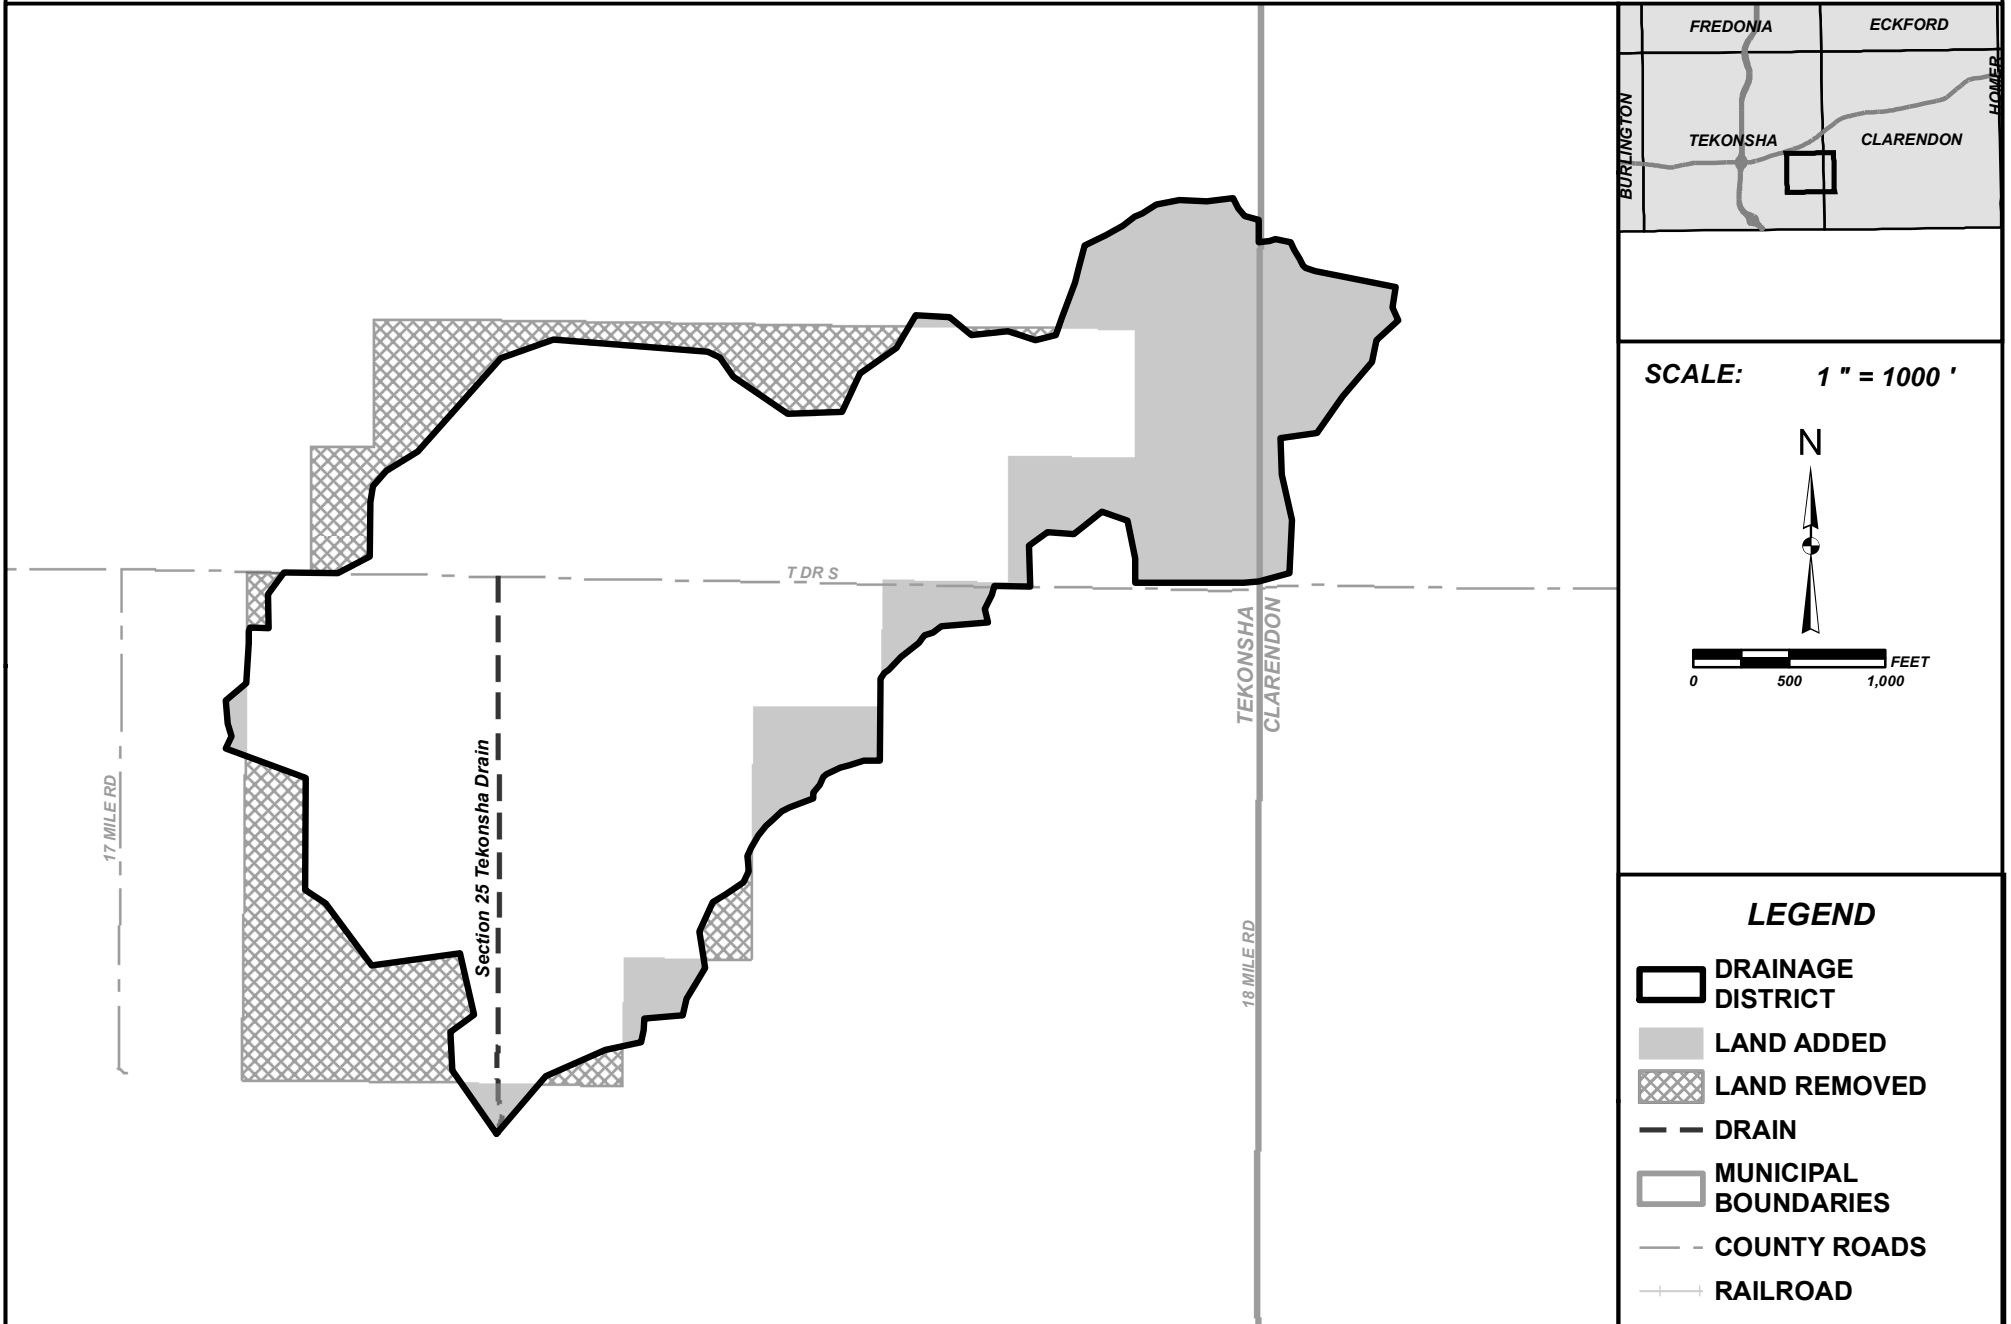 FREDONIA
ECKFORD
HOMER
BURLINGTON
TEKONSHA
CLARENDON
SCALE: 1 " = 1000 '
N
FEET
0 500 1,000
T DR S
TEKONSHA
CLARENDON
17 MILE RD
Section 25 Tekonsha Drain
18 MILE RD
LEGEND
DRAINAGE
DISTRICT
LAND ADDED
LAND REMOVED
DRAIN
MUNICIPAL
BOUNDARIES
COUNTY ROADS
RAILROAD